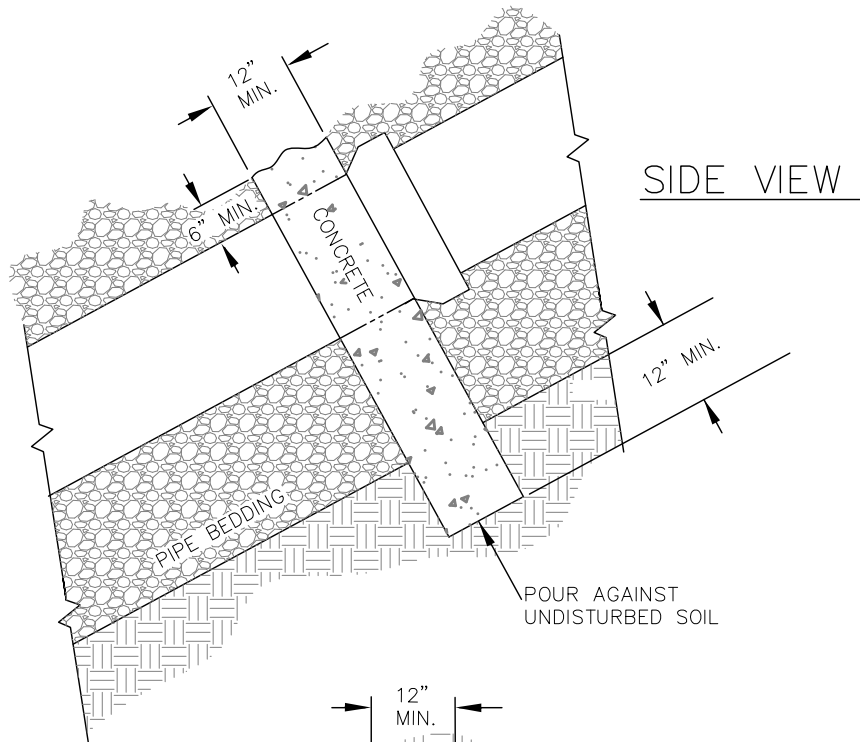 12”
MIN.
SIDE VIEW
6” MIN.
CONCRETE
12” MIN.
PIPE BEDDING
POUR AGAINST
UNDISTURBED SOIL
12”
MIN.